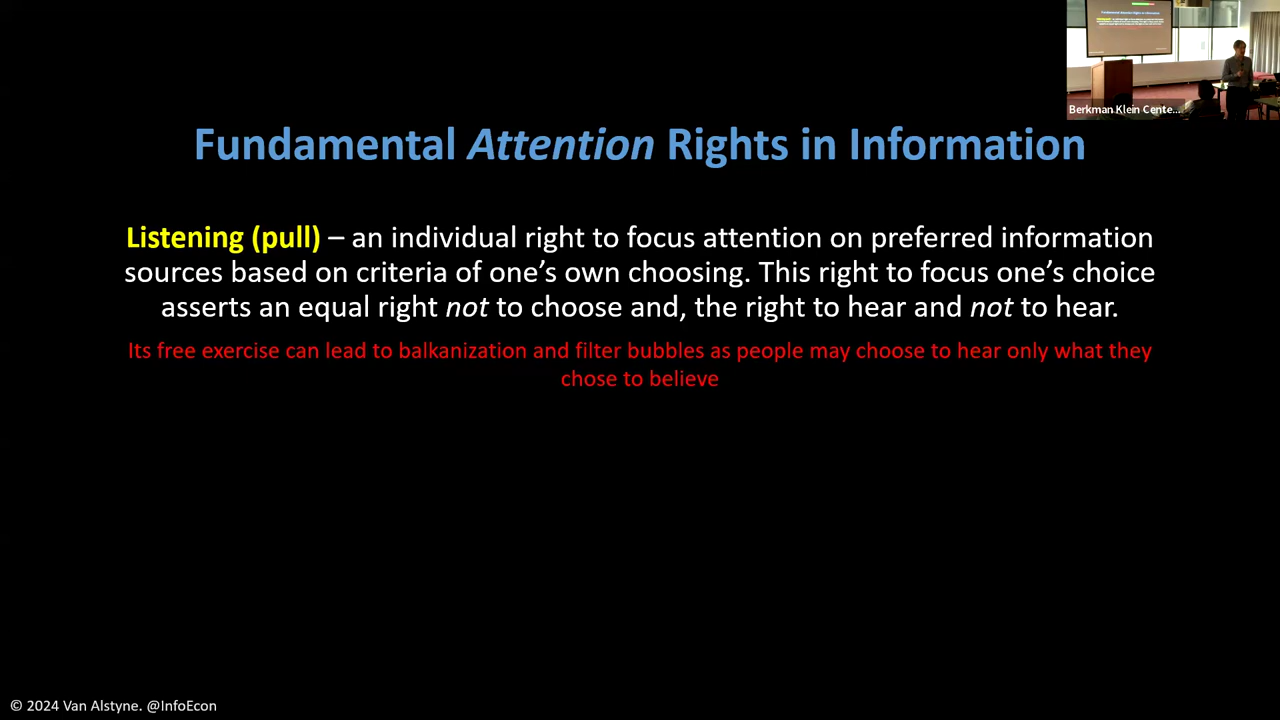 Berkman Klein Cente...
Fundamental Attention Rights in Information
Listening (pull) – an individual right to focus attention on preferred information
sources based on criteria of one’s own choosing. This right to focus one’s choice
asserts an equal right not to choose and, the right to hear and not to hear.
Its free exercise can lead to balkanization and filter bubbles as people may choose to hear only what they
chose to believe
© 2024 Van Alstyne. @InfoEcon